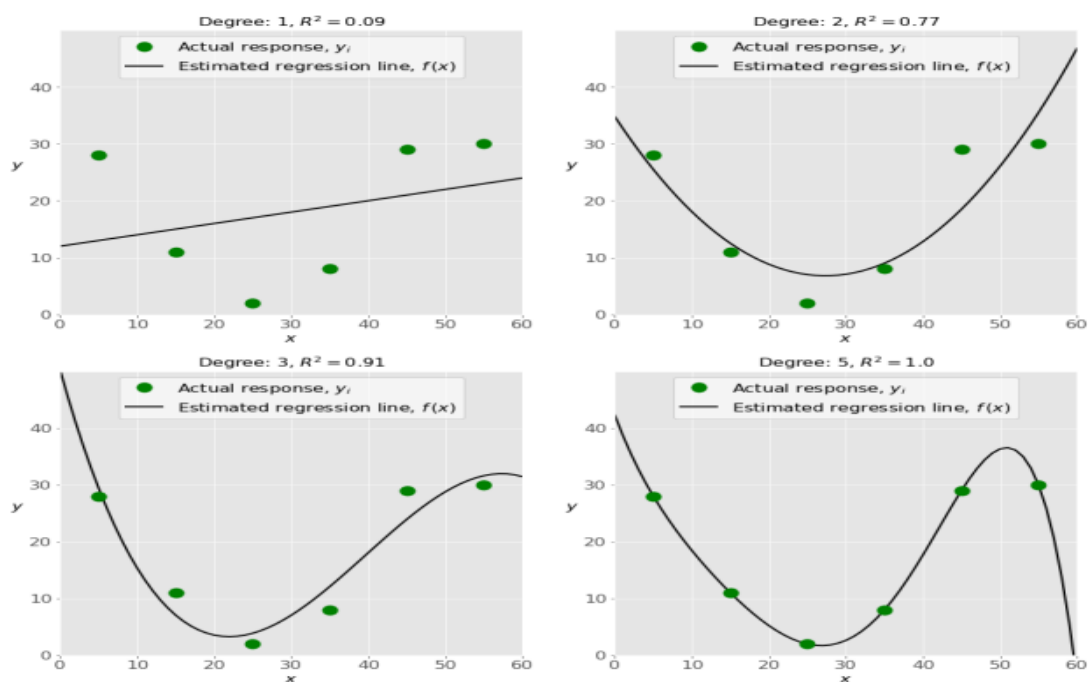 Degree: 1, R² = 0.09
Actual response, yᵢ
Estimated regression line, f(x)
40
30
y
20
10
0
0 10 20 30 40 50 60
x
Degree: 2, R² = 0.77
Actual response, yᵢ
Estimated regression line, f(x)
40
30
y
20
10
0
0 10 20 30 40 50 60
x
Degree: 3, R² = 0.91
Actual response, yᵢ
Estimated regression line, f(x)
40
30
y
20
10
0
0 10 20 30 40 50 60
x
Degree: 5, R² = 1.0
Actual response, yᵢ
Estimated regression line, f(x)
40
30
y
20
10
0
0 10 20 30 40 50 60
x